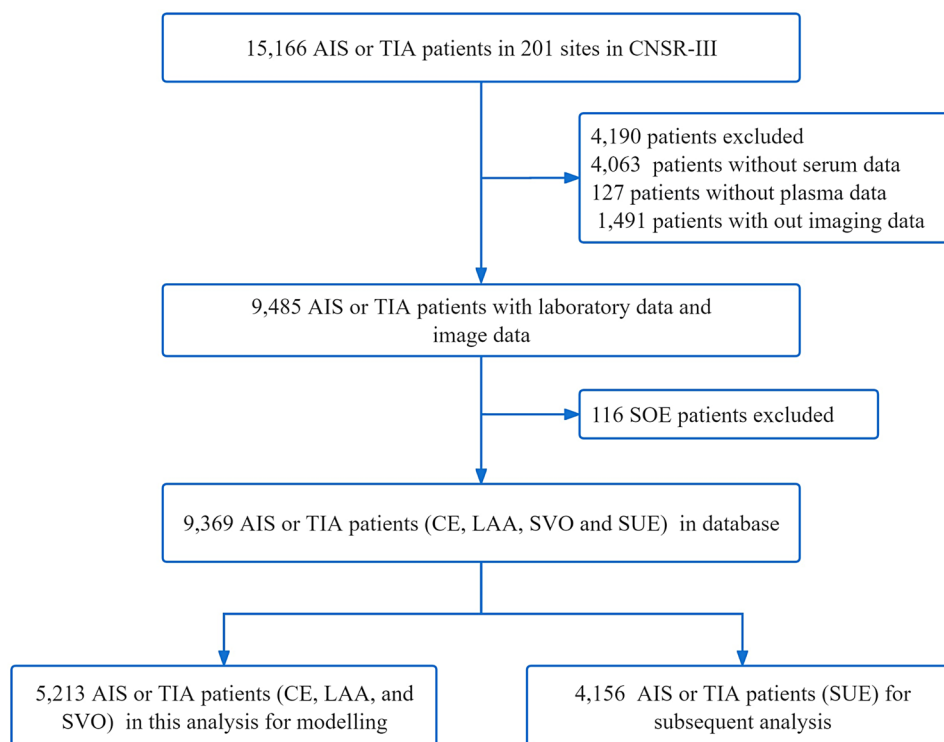 15,166 AIS or TIA patients in 201 sites in CNSR-III
4,190 patients excluded
4,063 patients without serum data
127 patients without plasma data
1,491 patients with out imaging data
9,485 AIS or TIA patients with laboratory data and
image data
116 SOE patients excluded
9,369 AIS or TIA patients (CE, LAA, SVO and SUE) in database
5,213 AIS or TIA patients (CE, LAA, and
SVO) in this analysis for modelling
4,156 AIS or TIA patients (SUE) for
subsequent analysis